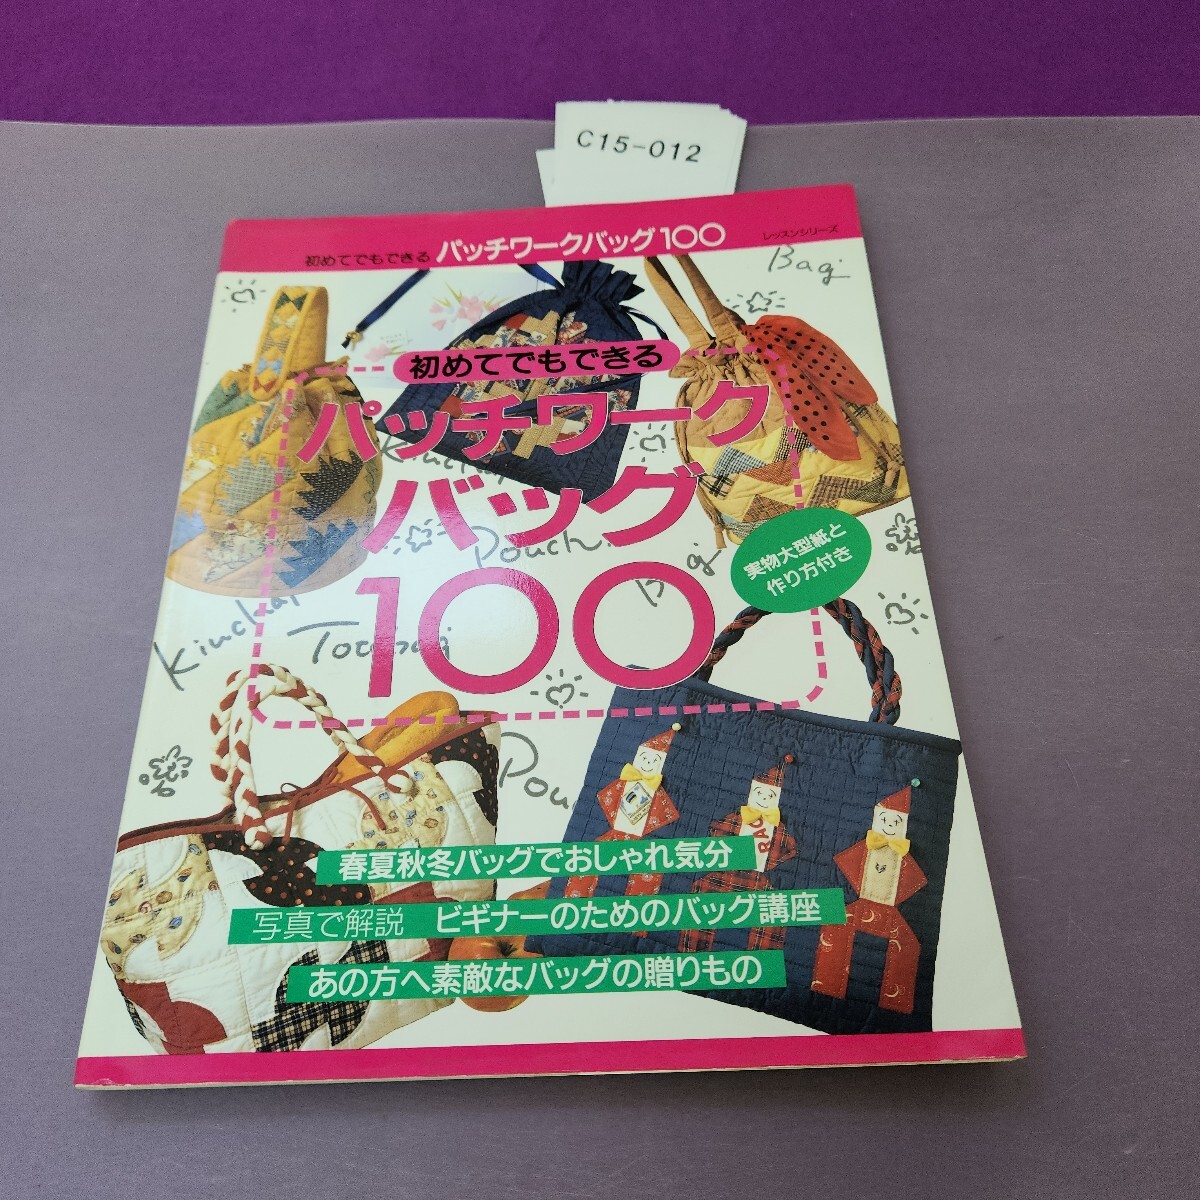 C15-012
初めてでもできる パッチワークバッグ100
レッスンシリーズ
Bag
初めてでもできる
パッチワーク
バッグ
100
Pouch
Bag
実物大型紙と
作り方付き
春夏秋冬バッグでおしゃれ気分
写真で解説 ビギナーのためのバッグ講座
あの方へ素敵なバッグの贈りもの